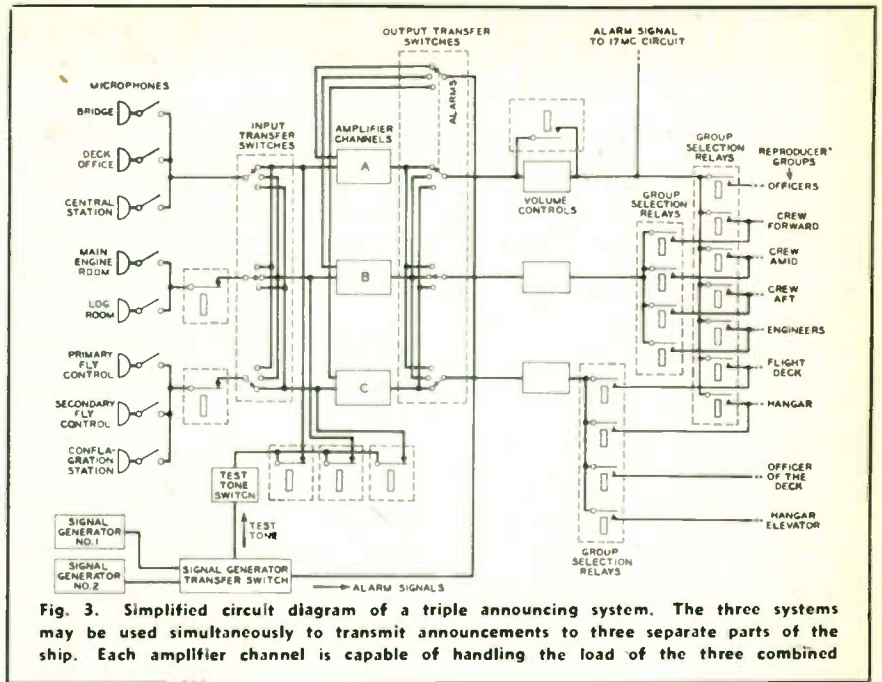 OUTPUT TRANSFER
SWITCHES
ALARM SIGNAL
TO 17MC CIRCUIT
MICROPHONES
BRIDGE
DECK
OFFICE
CENTRAL
STATION
MAIN
ENGINE
ROOM
LOG
ROOM
PRIMARY
FLY
CONTROL
SECONDARY
FLY
CONTROL
CONFLA-
GRATION
STATION
INPUT
TRANSFER
SWITCHES
AMPLIFIER
CHANNELS
A
B
C
ALARMS
VOLUME
CONTROLS
GROUP
SELECTION
RELAYS
GROUP
SELECTION
RELAYS
REPRODUCER
GROUPS
OFFICERS
CREW
FORWARD
CREW
AMID
CREW
AFT
ENGINEERS
FLIGHT
DECK
HANGAR
OFFICER
OF THE
DECK
HANGAR
ELEVATOR
GROUP
SELECTION
RELAYS
TEST
TONE
SWITCH
TEST
TONE
SIGNAL
GENERATOR
NO.1
SIGNAL
GENERATOR
NO.2
SIGNAL GENERATOR
TRANSFER SWITCH
ALARM SIGNALS
Fig. 3. Simplified circuit diagram of a triple announcing system. The three systems
may be used simultaneously to transmit announcements to three separate parts of the
ship. Each amplifier channel is capable of handling the load of the three combined